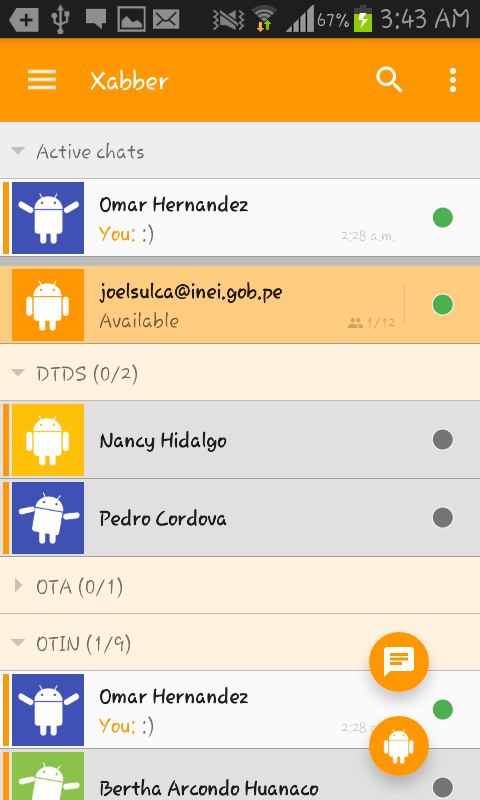 67% 3:43 AM
Xabber
Active chats
Omar Hernandez
You: :)
2:28 a.m.
joelsulca@inei.gob.pe
Available
1/12
DTDS (0/2)
Nancy Hidalgo
Pedro Cordova
OTA (0/1)
OTIN (1/9)
Omar Hernandez
You: :)
2:28 a
Bertha Arcondo Huanaco